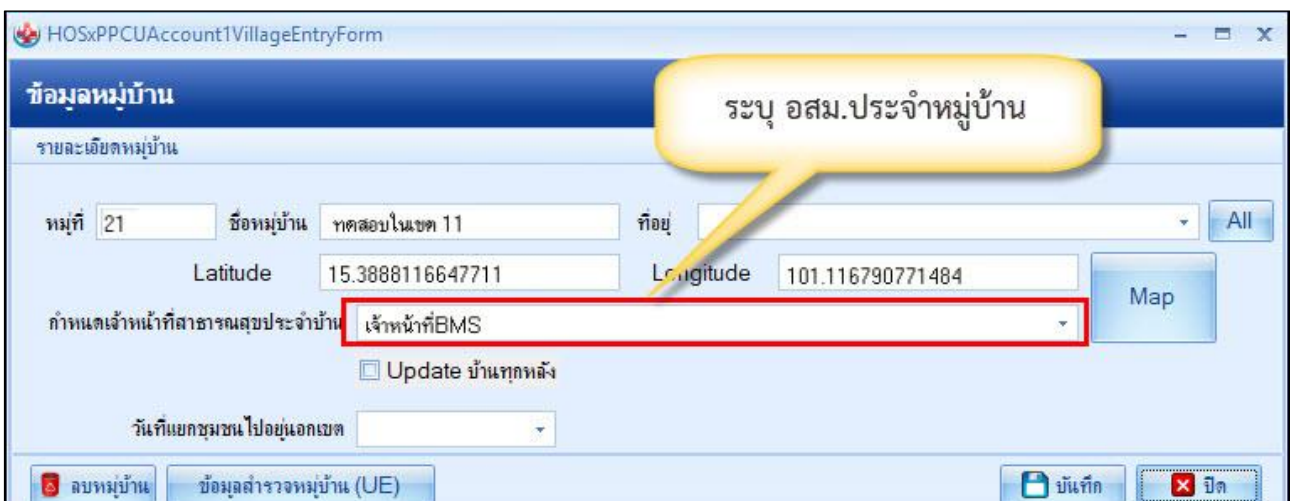 HOSxPPCUAccount1VillageEntryForm
ข้อมูลหมู่บ้าน
ระบุ อสม.ประจำหมู่บ้าน
รายละเอียดหมู่บ้าน
หมู่ที่ 21 ชื่อหมู่บ้าน ทดสอบในเขต 11 ที่อยู่ All
Latitude 15.3888116647711 Longitude 101.116790771484 Map
กำหนดเจ้าหน้าที่สาธารณสุขประจำบ้าน เจ้าหน้าที่BMS
Update บ้านทุกหลัง
วันที่แยกชุมชนไปอยู่นอกเขต
ลบหมู่บ้าน ข้อมูลสำรวจหมู่บ้าน (UE) บันทึก ปิด